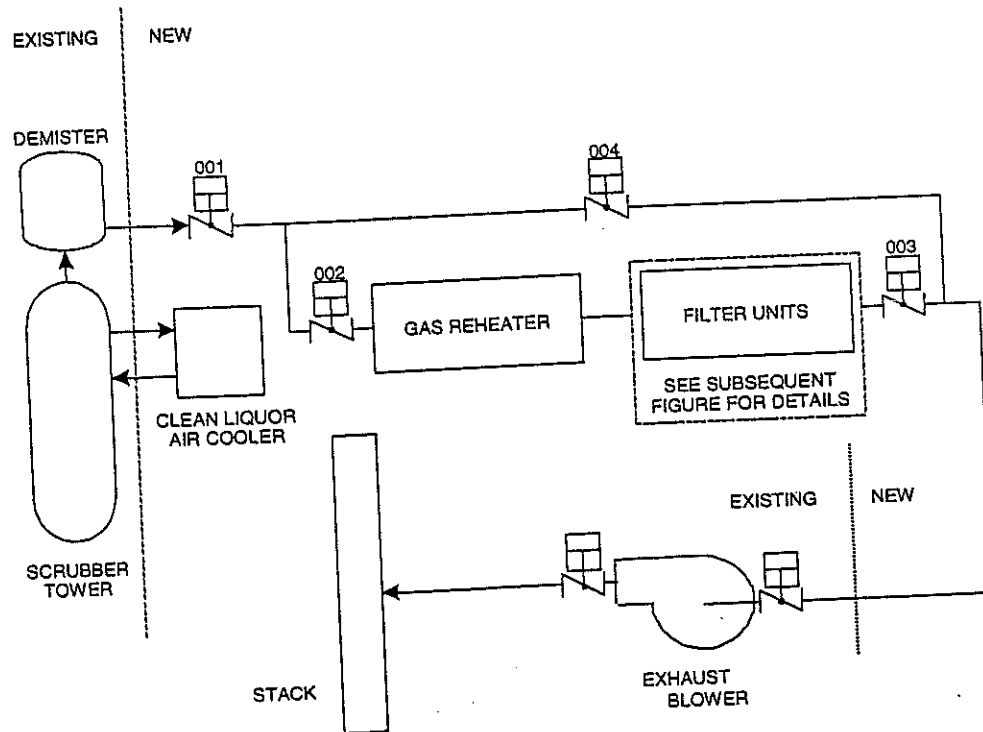 EXISTING
NEW
DEMISTER
001
004
002
003
GAS REHEATER
FILTER UNITS
SEE SUBSEQUENT
FIGURE FOR DETAILS
CLEAN LIQUOR
AIR COOLER
EXISTING
NEW
SCRUBBER
TOWER
STACK
EXHAUST
BLOWER